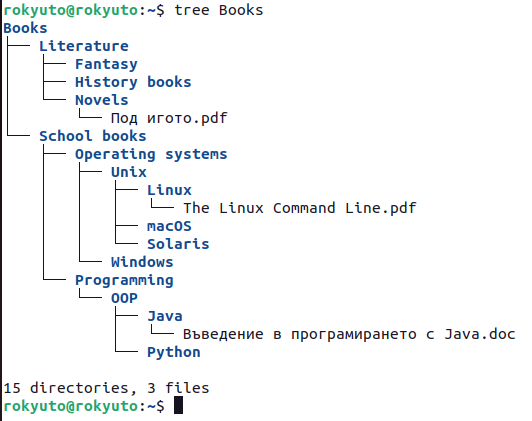 rokyuto@rokyuto:~$ tree Books
Books
├── Literature
│   ├── Fantasy
│   ├── History books
│   └── Novels
│       └── Под игото.pdf
└── School books
    ├── Operating systems
    │   ├── Unix
    │   │   ├── Linux
    │   │   │   └── The Linux Command Line.pdf
    │   │   ├── macOS
    │   │   └── Solaris
    │   └── Windows
    └── Programming
        └── OOP
            ├── Java
            │   └── Въведение в програмирането с Java.doc
            └── Python

15 directories, 3 files
rokyuto@rokyuto:~$